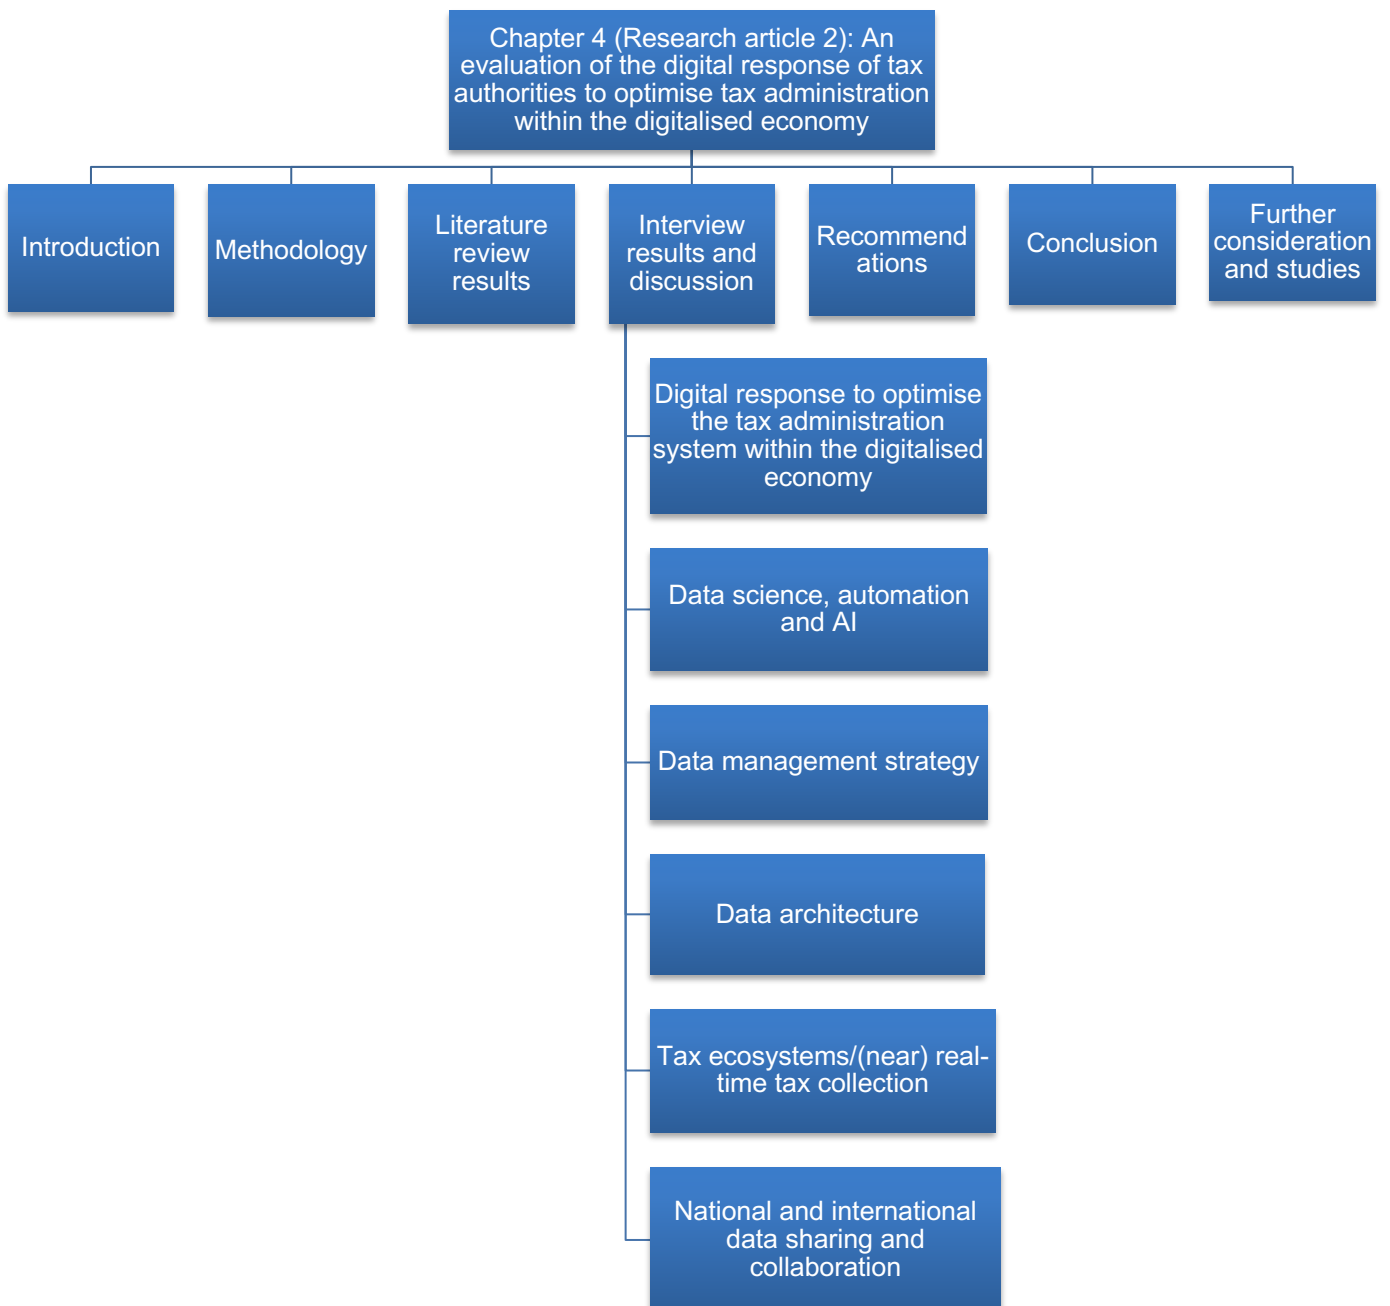 Chapter 4 (Research article 2): An
evaluation of the digital response of tax
authorities to optimise tax administration
within the digitalised economy
Introduction
Methodology
Literature
review
results
Interview
results and
discussion
Recommend
ations
Conclusion
Further
consideration
and studies
Digital response to optimise
the tax administration
system within the digitalised
economy
Data science, automation
and AI
Data management strategy
Data architecture
Tax ecosystems/(near) real-
time tax collection
National and international
data sharing and
collaboration